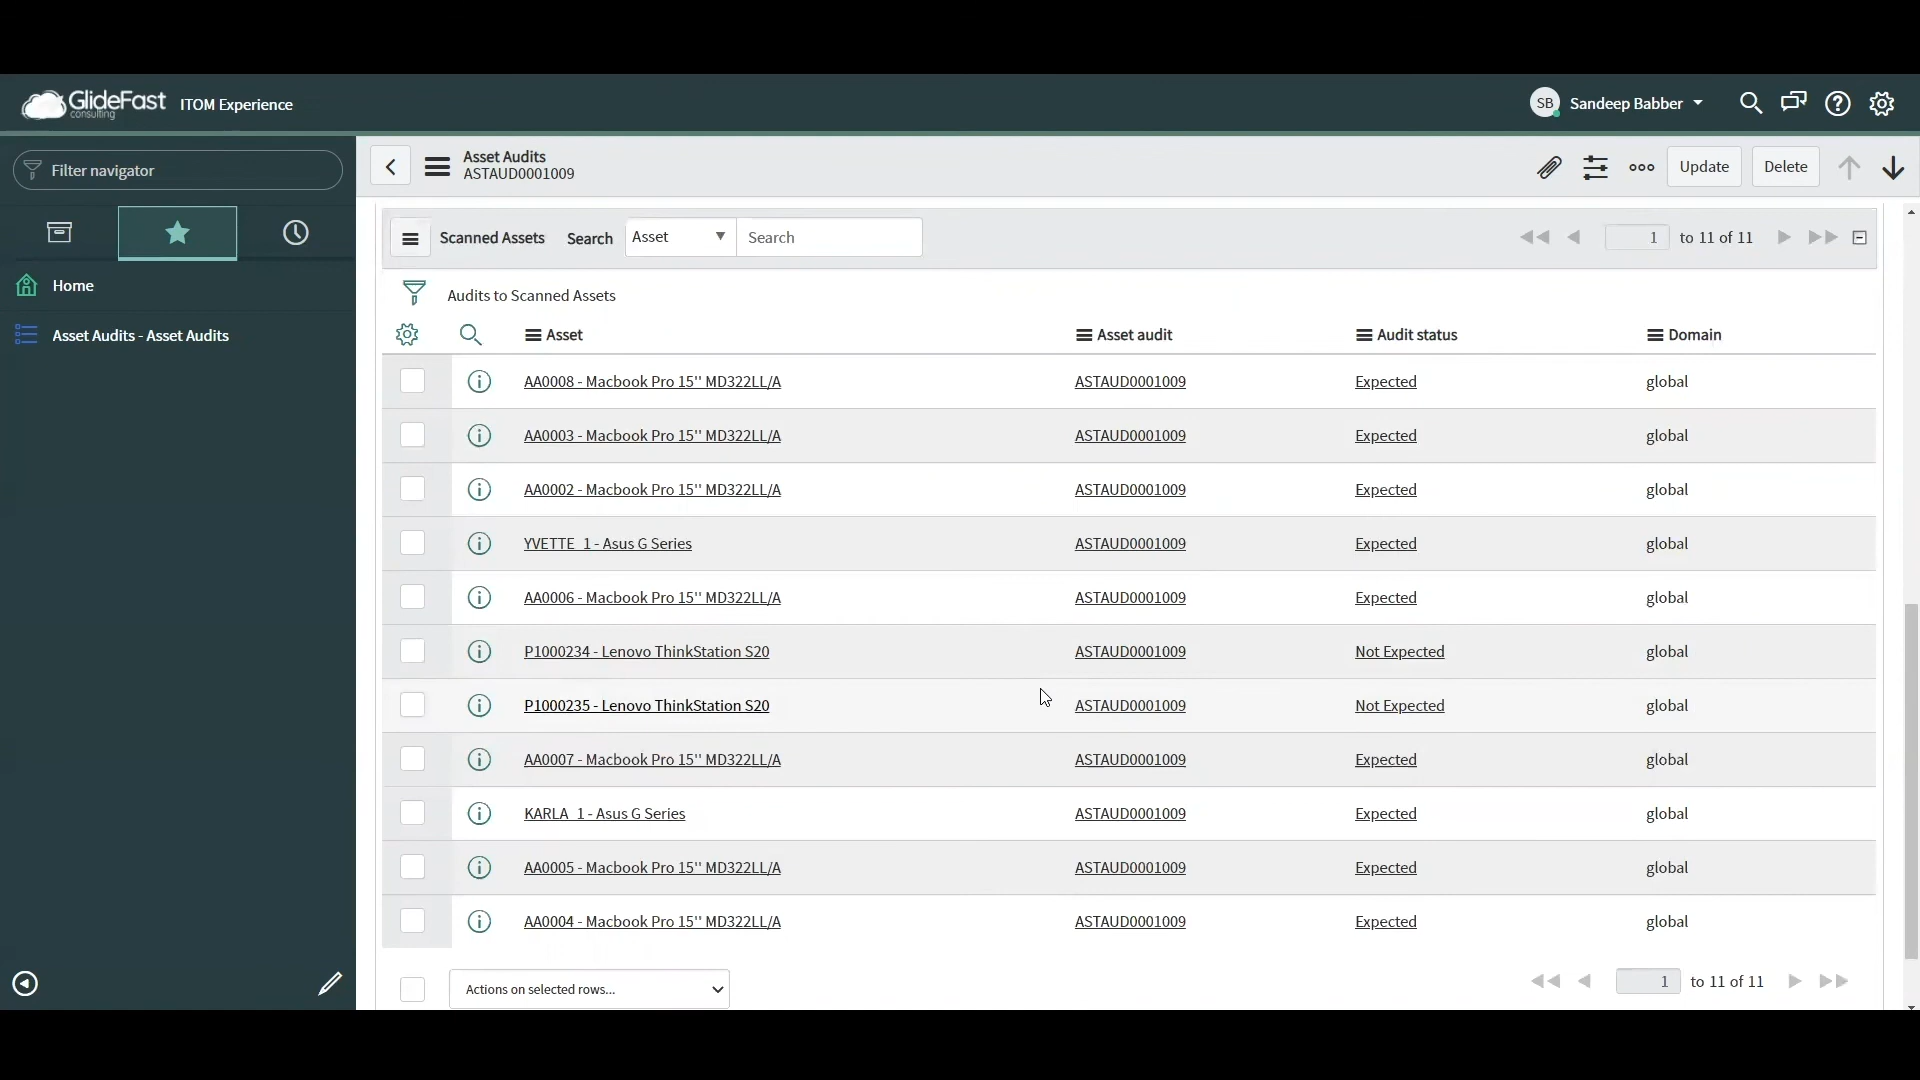 GlideFast
consulting
ITOM Experience
SB
Sandeep Babber
Filter navigator
Asset Audits
ASTAUD0001009
Update
Delete
Home
Asset Audits - Asset Audits
Scanned Assets
Search
Asset
Search
1
to 11 of 11
Audits to Scanned Assets
Asset
Asset audit
Audit status
Domain
AA0008 - Macbook Pro 15'' MD322LL/A ASTAUD0001009 Expected global
AA0003 - Macbook Pro 15'' MD322LL/A ASTAUD0001009 Expected global
AA0002 - Macbook Pro 15'' MD322LL/A ASTAUD0001009 Expected global
YVETTE_1 - Asus G Series ASTAUD0001009 Expected global
AA0006 - Macbook Pro 15'' MD322LL/A ASTAUD0001009 Expected global
P1000234 - Lenovo ThinkStation S20 ASTAUD0001009 Not Expected global
P1000235 - Lenovo ThinkStation S20 ASTAUD0001009 Not Expected global
AA0007 - Macbook Pro 15'' MD322LL/A ASTAUD0001009 Expected global
KARLA_1 - Asus G Series ASTAUD0001009 Expected global
AA0005 - Macbook Pro 15'' MD322LL/A ASTAUD0001009 Expected global
AA0004 - Macbook Pro 15'' MD322LL/A ASTAUD0001009 Expected global
Actions on selected rows...
1
to 11 of 11